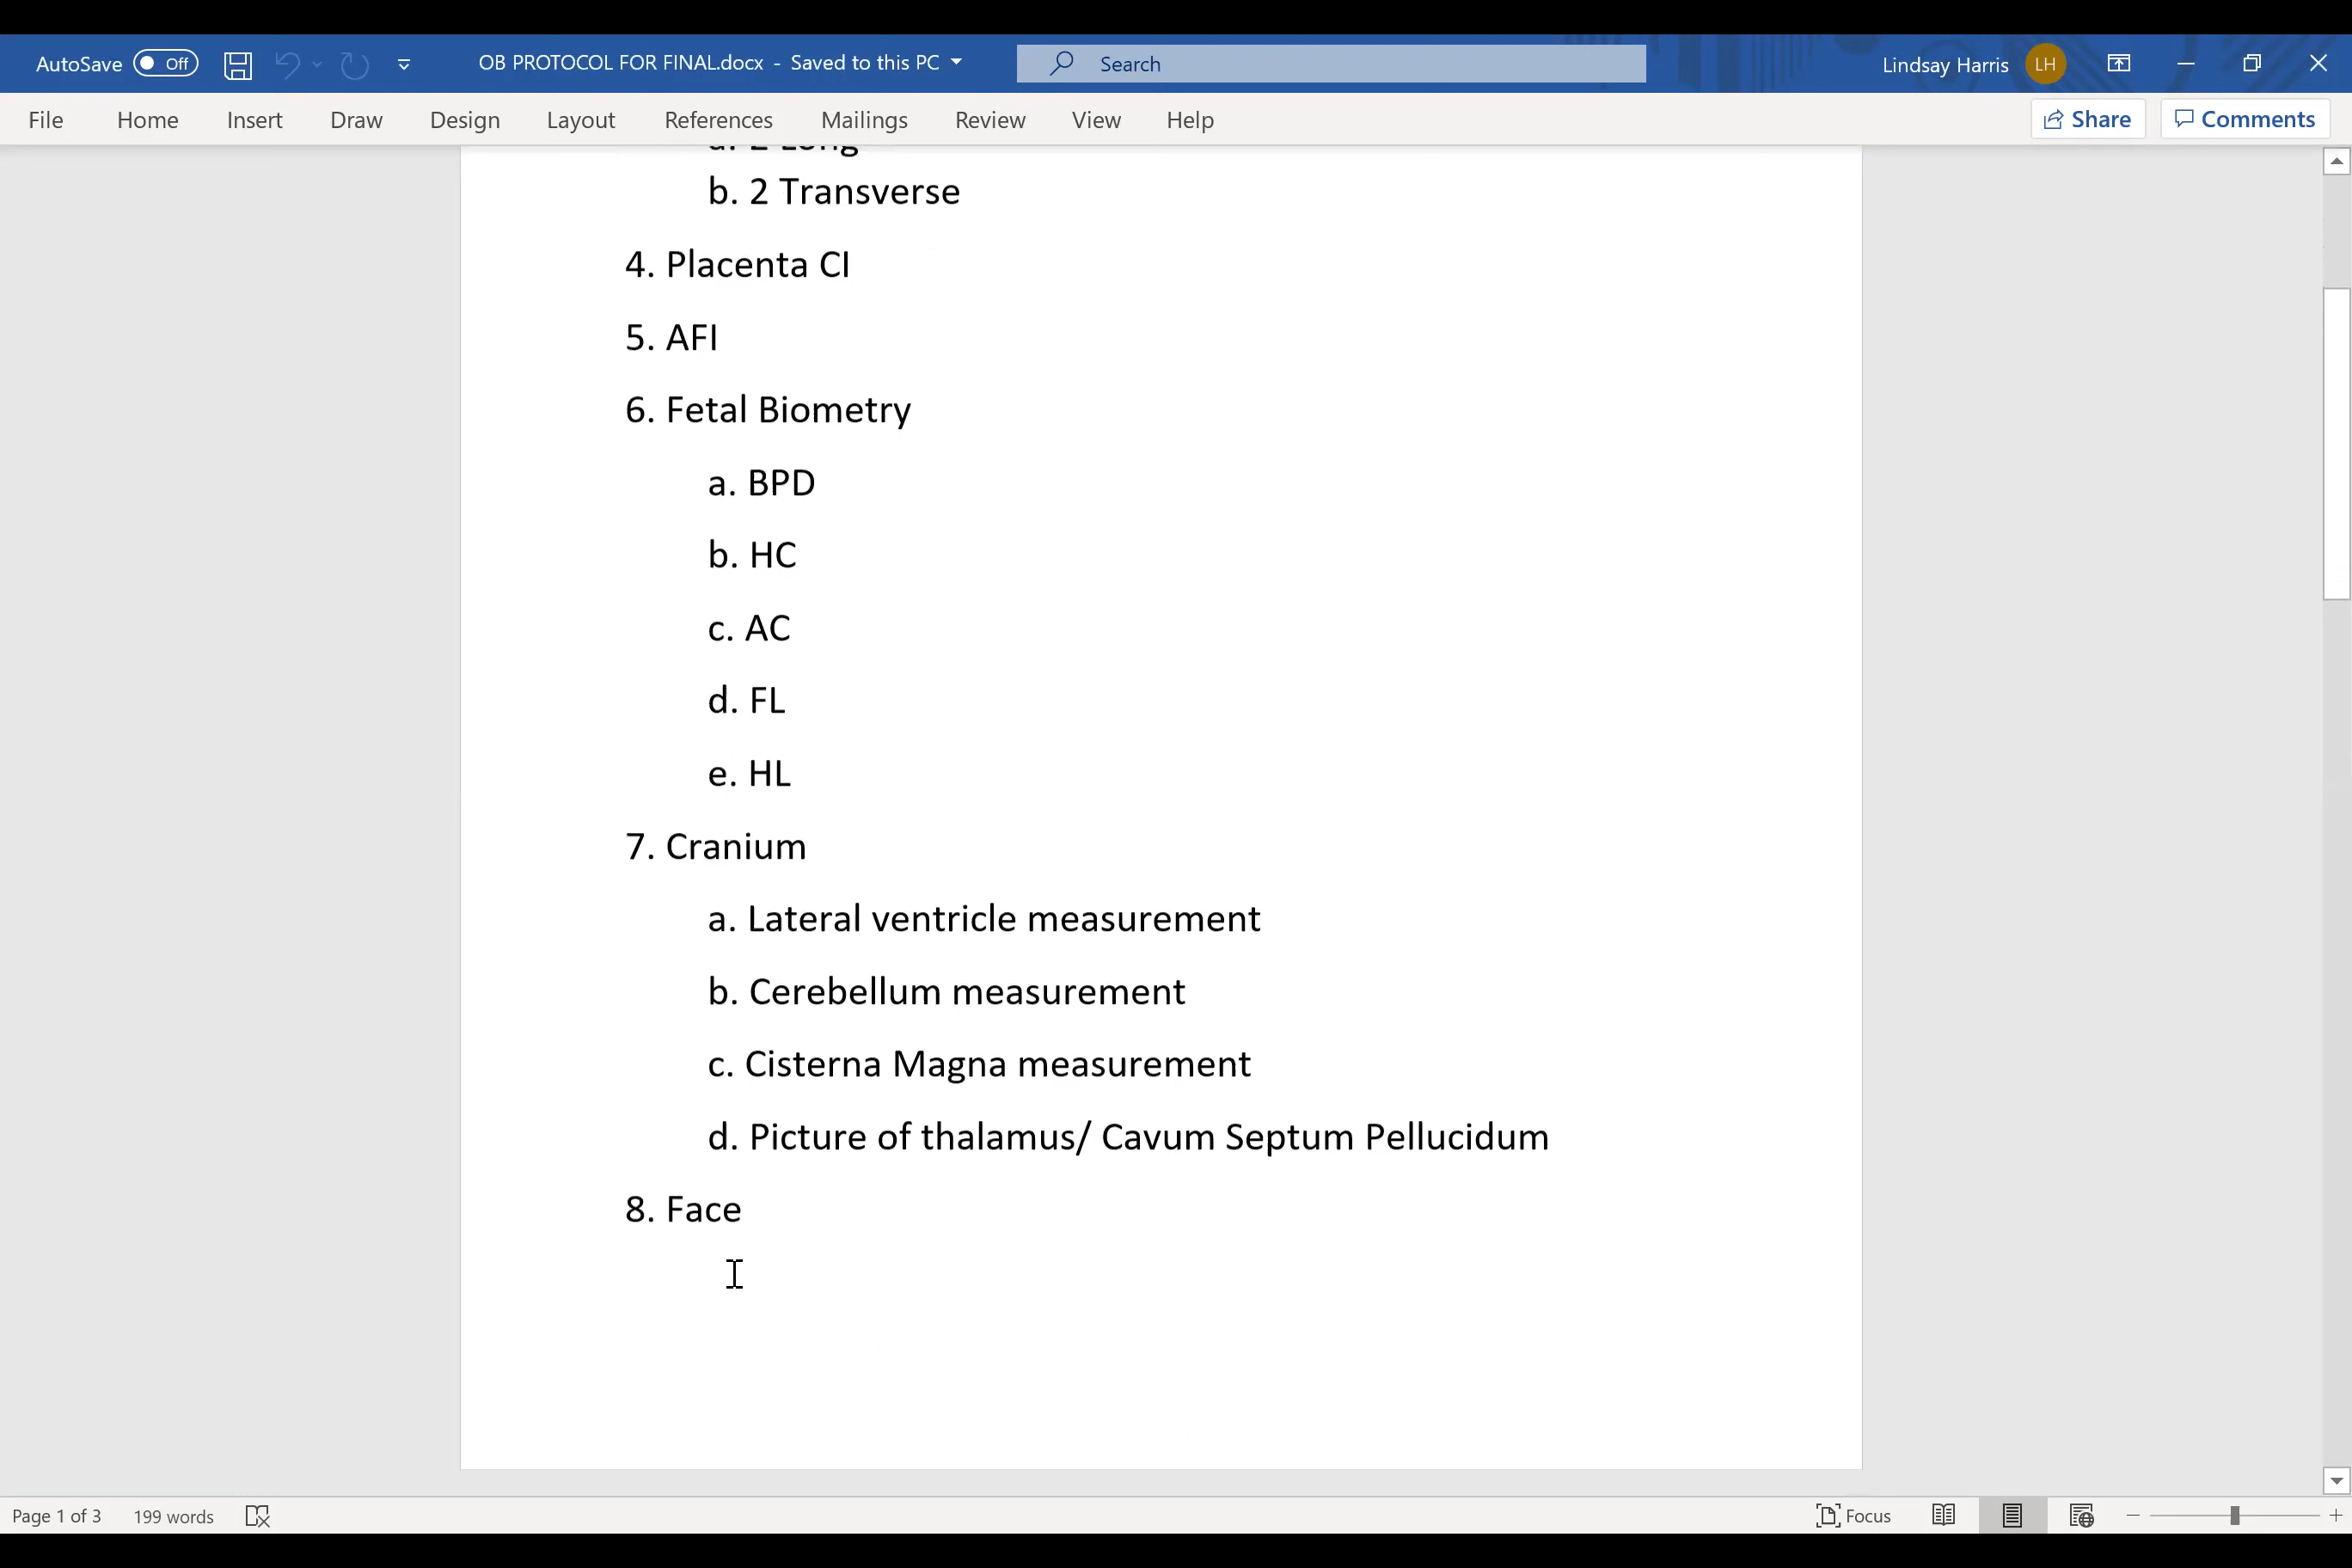 AutoSave Off OB PROTOCOL FOR FINAL.docx - Saved to this PC Search Lindsay Harris LH
File Home Insert Draw Design Layout References Mailings Review View Help Share Comments
a. 2 Long
b. 2 Transverse
4. Placenta CI
5. AFI
6. Fetal Biometry
a. BPD
b. HC
c. AC
d. FL
e. HL
7. Cranium
a. Lateral ventricle measurement
b. Cerebellum measurement
c. Cisterna Magna measurement
d. Picture of thalamus/ Cavum Septum Pellucidum
8. Face
Page 1 of 3 199 words Focus